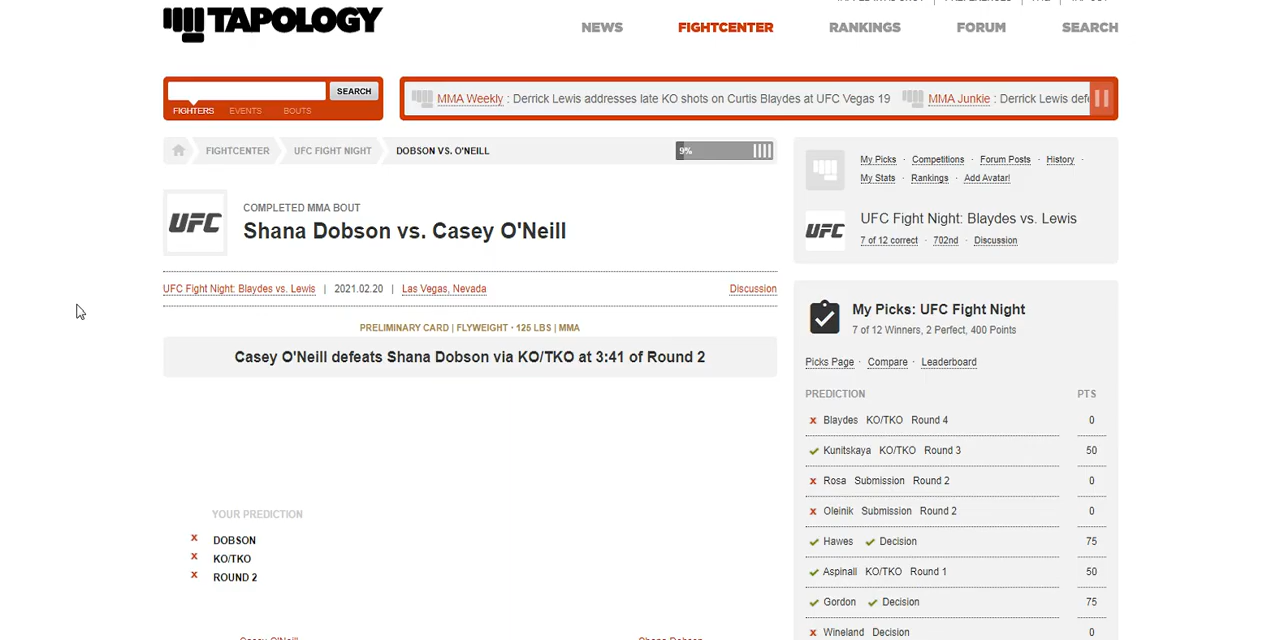 TAPOLOGY
NEWS
FIGHTCENTER
RANKINGS
FORUM
SEARCH
SEARCH
FIGHTERS EVENTS BOUTS
MMA Weekly : Derrick Lewis addresses late KO shots on Curtis Blaydes at UFC Vegas 19
MMA Junkie : Derrick Lewis defe
FIGHTCENTER
UFC FIGHT NIGHT
DOBSON VS. O'NEILL
9%
UFC
COMPLETED MMA BOUT
Shana Dobson vs. Casey O'Neill
UFC Fight Night: Blaydes vs. Lewis | 2021.02.20 | Las Vegas, Nevada
Discussion
PRELIMINARY CARD | FLYWEIGHT · 125 LBS | MMA
Casey O'Neill defeats Shana Dobson via KO/TKO at 3:41 of Round 2
YOUR PREDICTION
x DOBSON
x KO/TKO
x ROUND 2
Casey O'Neill
Shana Dobson
My Picks · Competitions · Forum Posts · History ·
My Stats · Rankings · Add Avatar!
UFC
UFC Fight Night: Blaydes vs. Lewis
7 of 12 correct · 702nd · Discussion
My Picks: UFC Fight Night
7 of 12 Winners, 2 Perfect, 400 Points
Picks Page · Compare · Leaderboard
PREDICTION PTS
x Blaydes KO/TKO Round 4 0
Kunitskaya KO/TKO Round 3 50
x Rosa Submission Round 2 0
x Oleinik Submission Round 2 0
Hawes Decision 75
Aspinall KO/TKO Round 1 50
Gordon Decision 75
x Wineland Decision 0